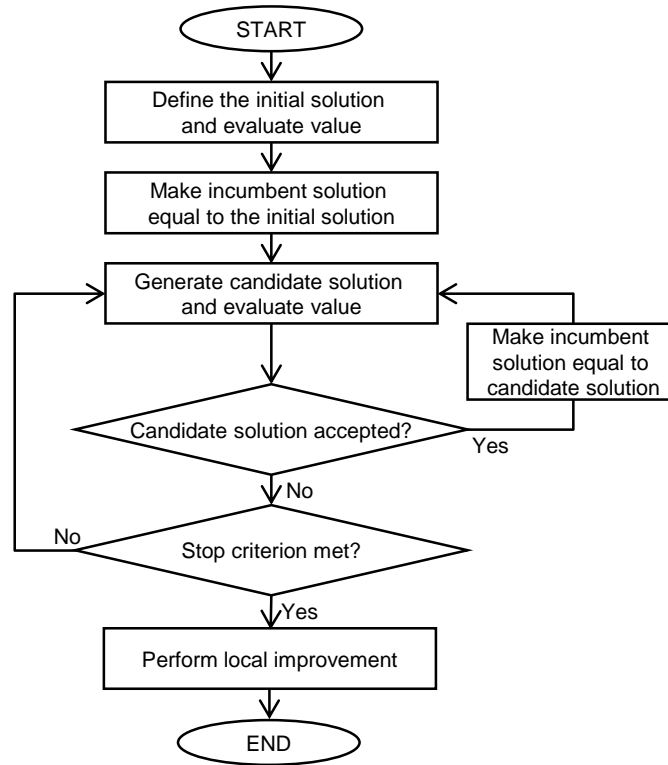 START
Define the initial solution
and evaluate value
Make incumbent solution
equal to the initial solution
Generate candidate solution
and evaluate value
Make incumbent
solution equal to
candidate solution
Candidate solution accepted?
Yes
No
No
Stop criterion met?
Yes
Perform local improvement
END